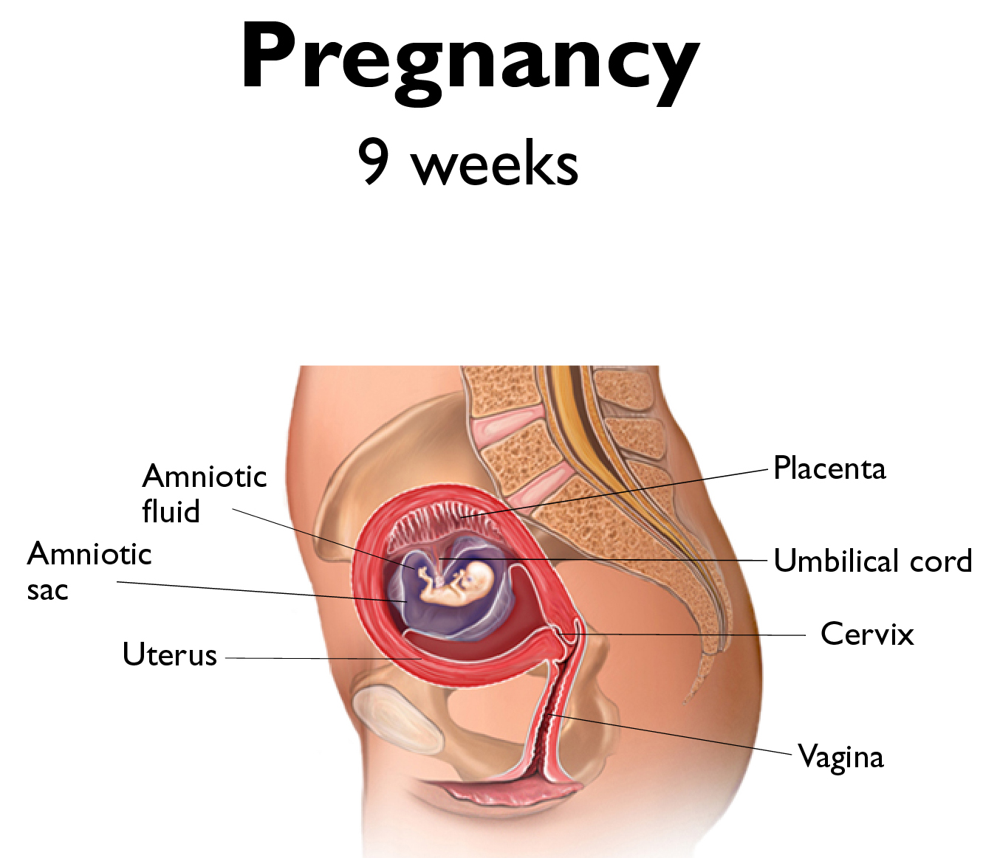 Pregnancy
9 weeks
Amniotic
fluid
Amniotic
sac
Uterus
Placenta
Umbilical cord
Cervix
Vagina